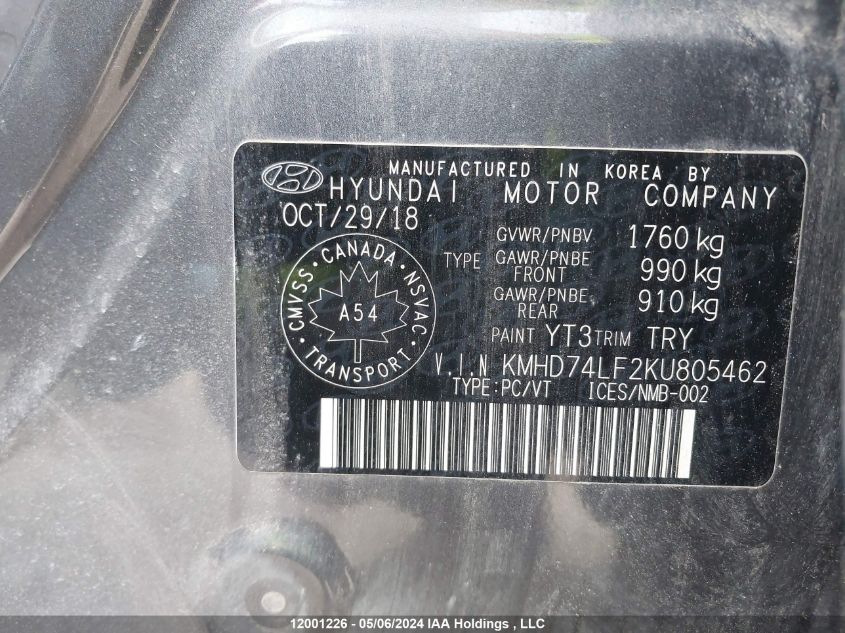 MANUFACTURED IN KOREA BY
HYUNDAI MOTOR COMPANY
OCT/29/18
GVWR/PNBV 1760 kg
TYPE GAWR/PNBE FRONT 990 kg
GAWR/PNBE REAR 910 kg
CMVSS · CANADA · NSVAC
A54
TRANSPORT
PAINT YT3 TRIM TRY
V.I.N KMHD74LF2KU805462
TYPE:PC/VT ICES/NMB-002
12001226 - 05/06/2024 IAA Holdings , LLC